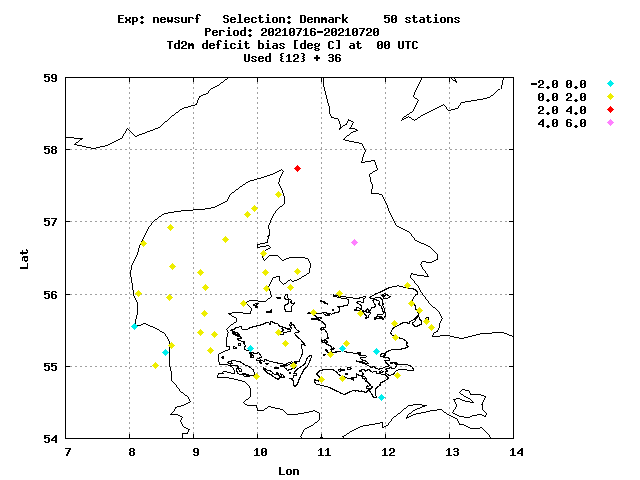 Exp: newsurf   Selection: Denmark     50 stations
Period: 20210716-20210720
Td2m deficit bias [deg C] at  00 UTC
Used {12} + 36
-2.0 0.0
0.0 2.0
2.0 4.0
4.0 6.0
59
58
57
56
55
54
Lat
7 8 9 10 11 12 13 14
Lon